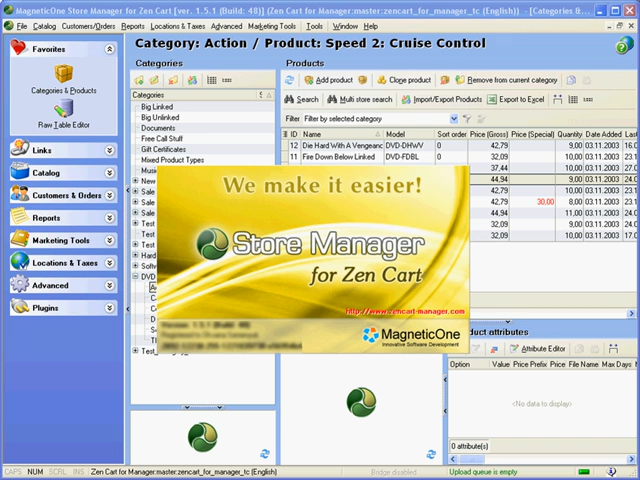 MagneticOne Store Manager for Zen Cart [ver. 1.5.1 (Build: 48)] (Zen Cart for Manager:master:zencart_for_manager_tc (English)) - [Categories &...
File Catalog Customers/Orders Reports Locations & Taxes Advanced Marketing Tools Tools Window Help
Favorites
Categories & Products
Raw Table Editor
Links
Catalog
Customers & Orders
Reports
Marketing Tools
Locations & Taxes
Advanced
Plugins
Category: Action / Product: Speed 2: Cruise Control
Categories
Categories
Big Linked
Big Unlinked
Documents
Free Call Stuff
Gift Certificates
Mixed Product Types
Products
Add product Clone product Remove from current category
Search Multi store search Import/Export Products Export to Excel
Filter Filter by selected category
ID Name Model Sort order Price (Gross) Price (Special) Quantity Date Added
12 Die Hard With A Vengeanc DVD-DHWV 0 42,79 9,00 03.11.2003
11 Fire Down Below Linked DVD-FDBL 0 32,09 10,00 03.11.2003
37,44 10,00 03.11.2003
44,94 9,00 03.11.2003
42,79 30,00 8,00 03.11.2003
44,94 11,00 03.11.2003
32,09 9,00 03.11.2003
32,09 10,00 03.11.2003
We make it easier!
Store Manager
for Zen Cart
http://www.zencart-manager.com
MagneticOne
Innovative Software Development
Attribute Editor
Option Value Price Prefix Price File Name Max Days
<No data to display>
0 attribute(s)
CAPS NUM SCRL INS Zen Cart for Manager:master:zencart_for_manager_tc (English) Bridge disabled Upload queue is empty